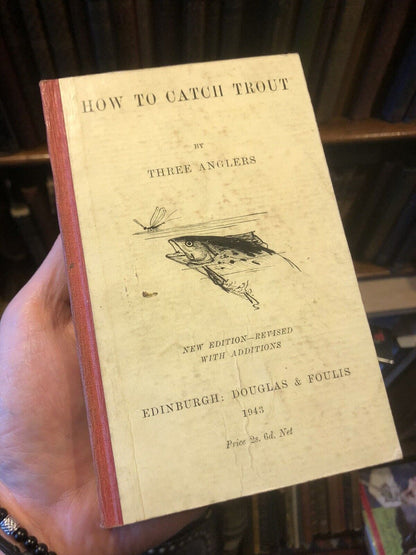 HOW TO CATCH TROUT
BY
THREE ANGLERS
NEW EDITION—REVISED
WITH ADDITIONS
EDINBURGH: DOUGLAS & FOULIS
1943
Price 2s. 6d. Net